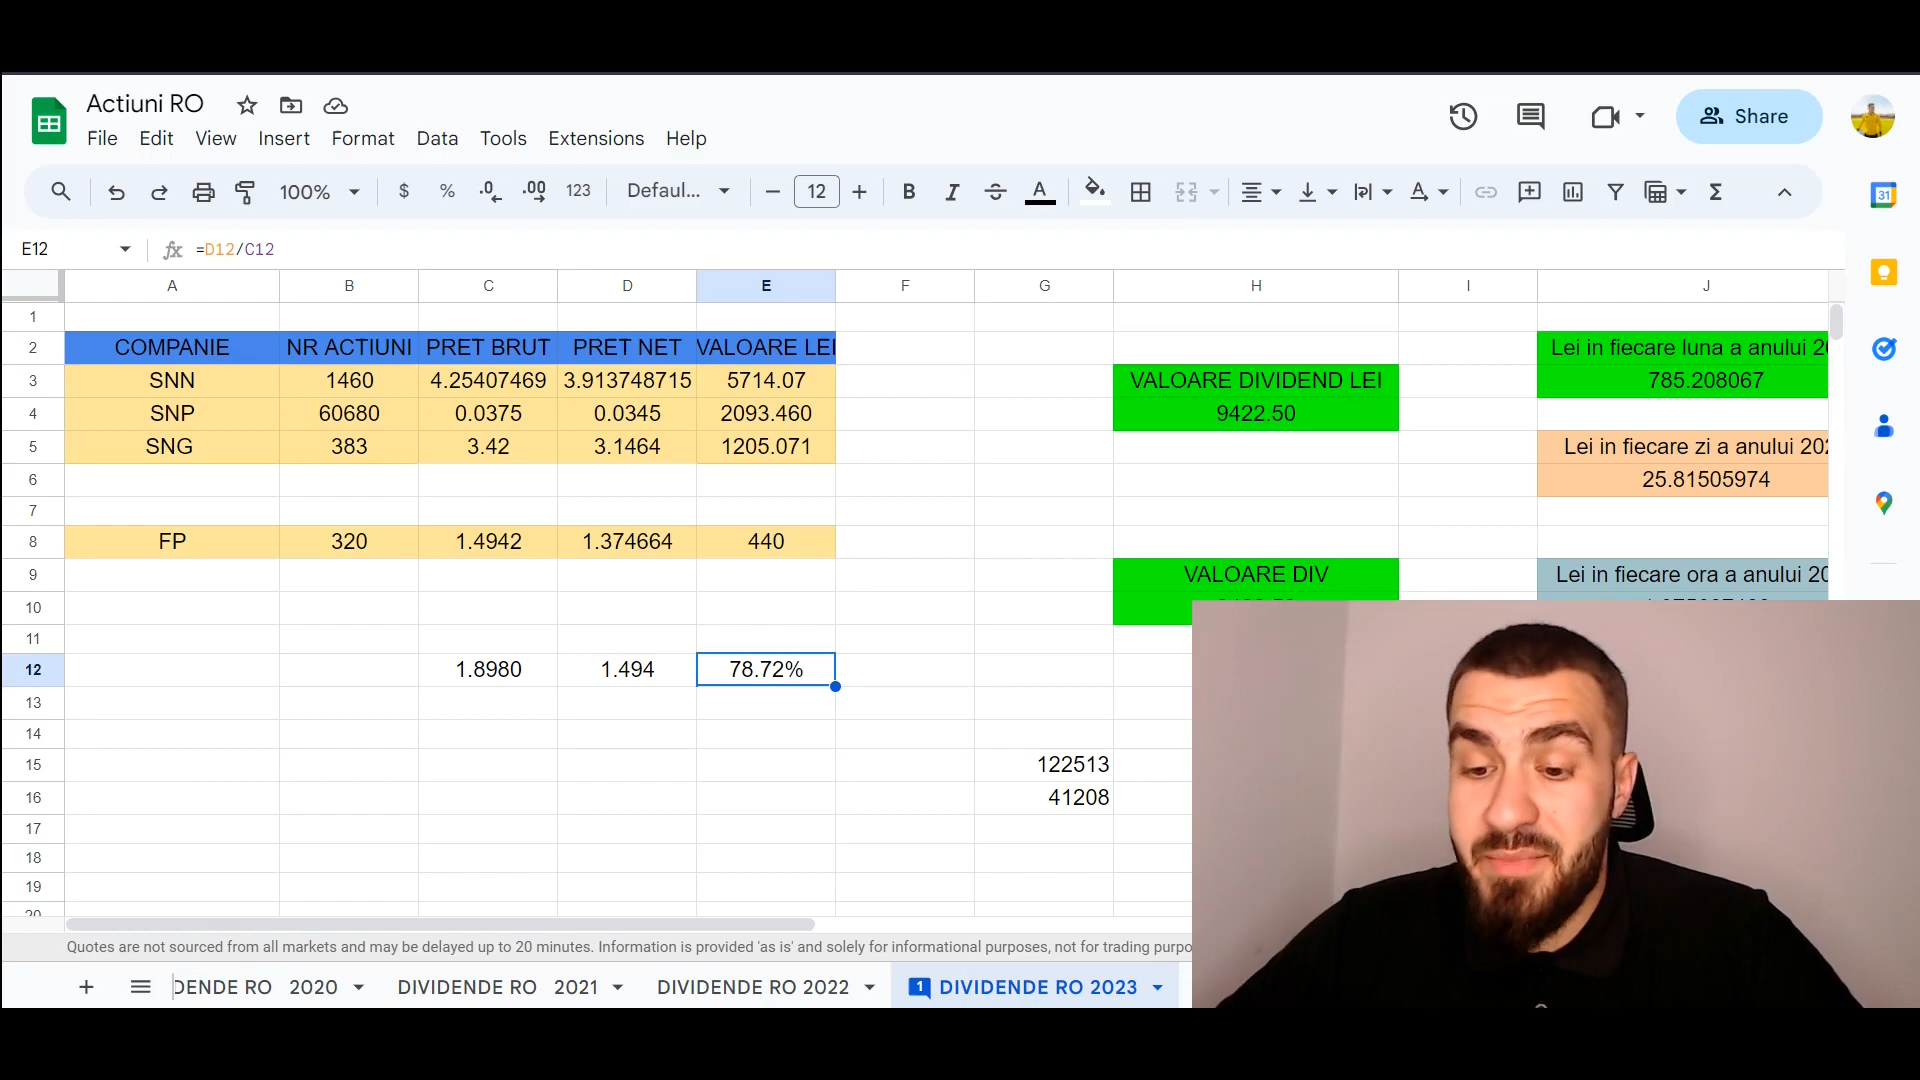 Actiuni RO
File Edit View Insert Format Data Tools Extensions Help
Share
100% $ % .0 .00 123 Defaul... 12 B I S A Σ
31
E12 fx =D12/C12
A B C D E F G H I J
1
2 COMPANIE NR ACTIUNI PRET BRUT PRET NET VALOARE LEI Lei in fiecare luna a anului
3 SNN 1460 4.25407469 3.913748715 5714.07 VALOARE DIVIDEND LEI 785.208067
4 SNP 60680 0.0375 0.0345 2093.460 9422.50
5 SNG 383 3.42 3.1464 1205.071 Lei in fiecare zi a anului
6 25.81505974
7
8 FP 320 1.4942 1.374664 440
9 VALOARE DIV Lei in fiecare ora a anului
10
11
12 1.8980 1.494 78.72%
13
14
15 122513
16 41208
17
18
19
20
Quotes are not sourced from all markets and may be delayed up to 20 minutes. Information is provided 'as is' and solely for informational purposes, not for trading purpo
+ DENDE RO 2020 DIVIDENDE RO 2021 DIVIDENDE RO 2022 1 DIVIDENDE RO 2023